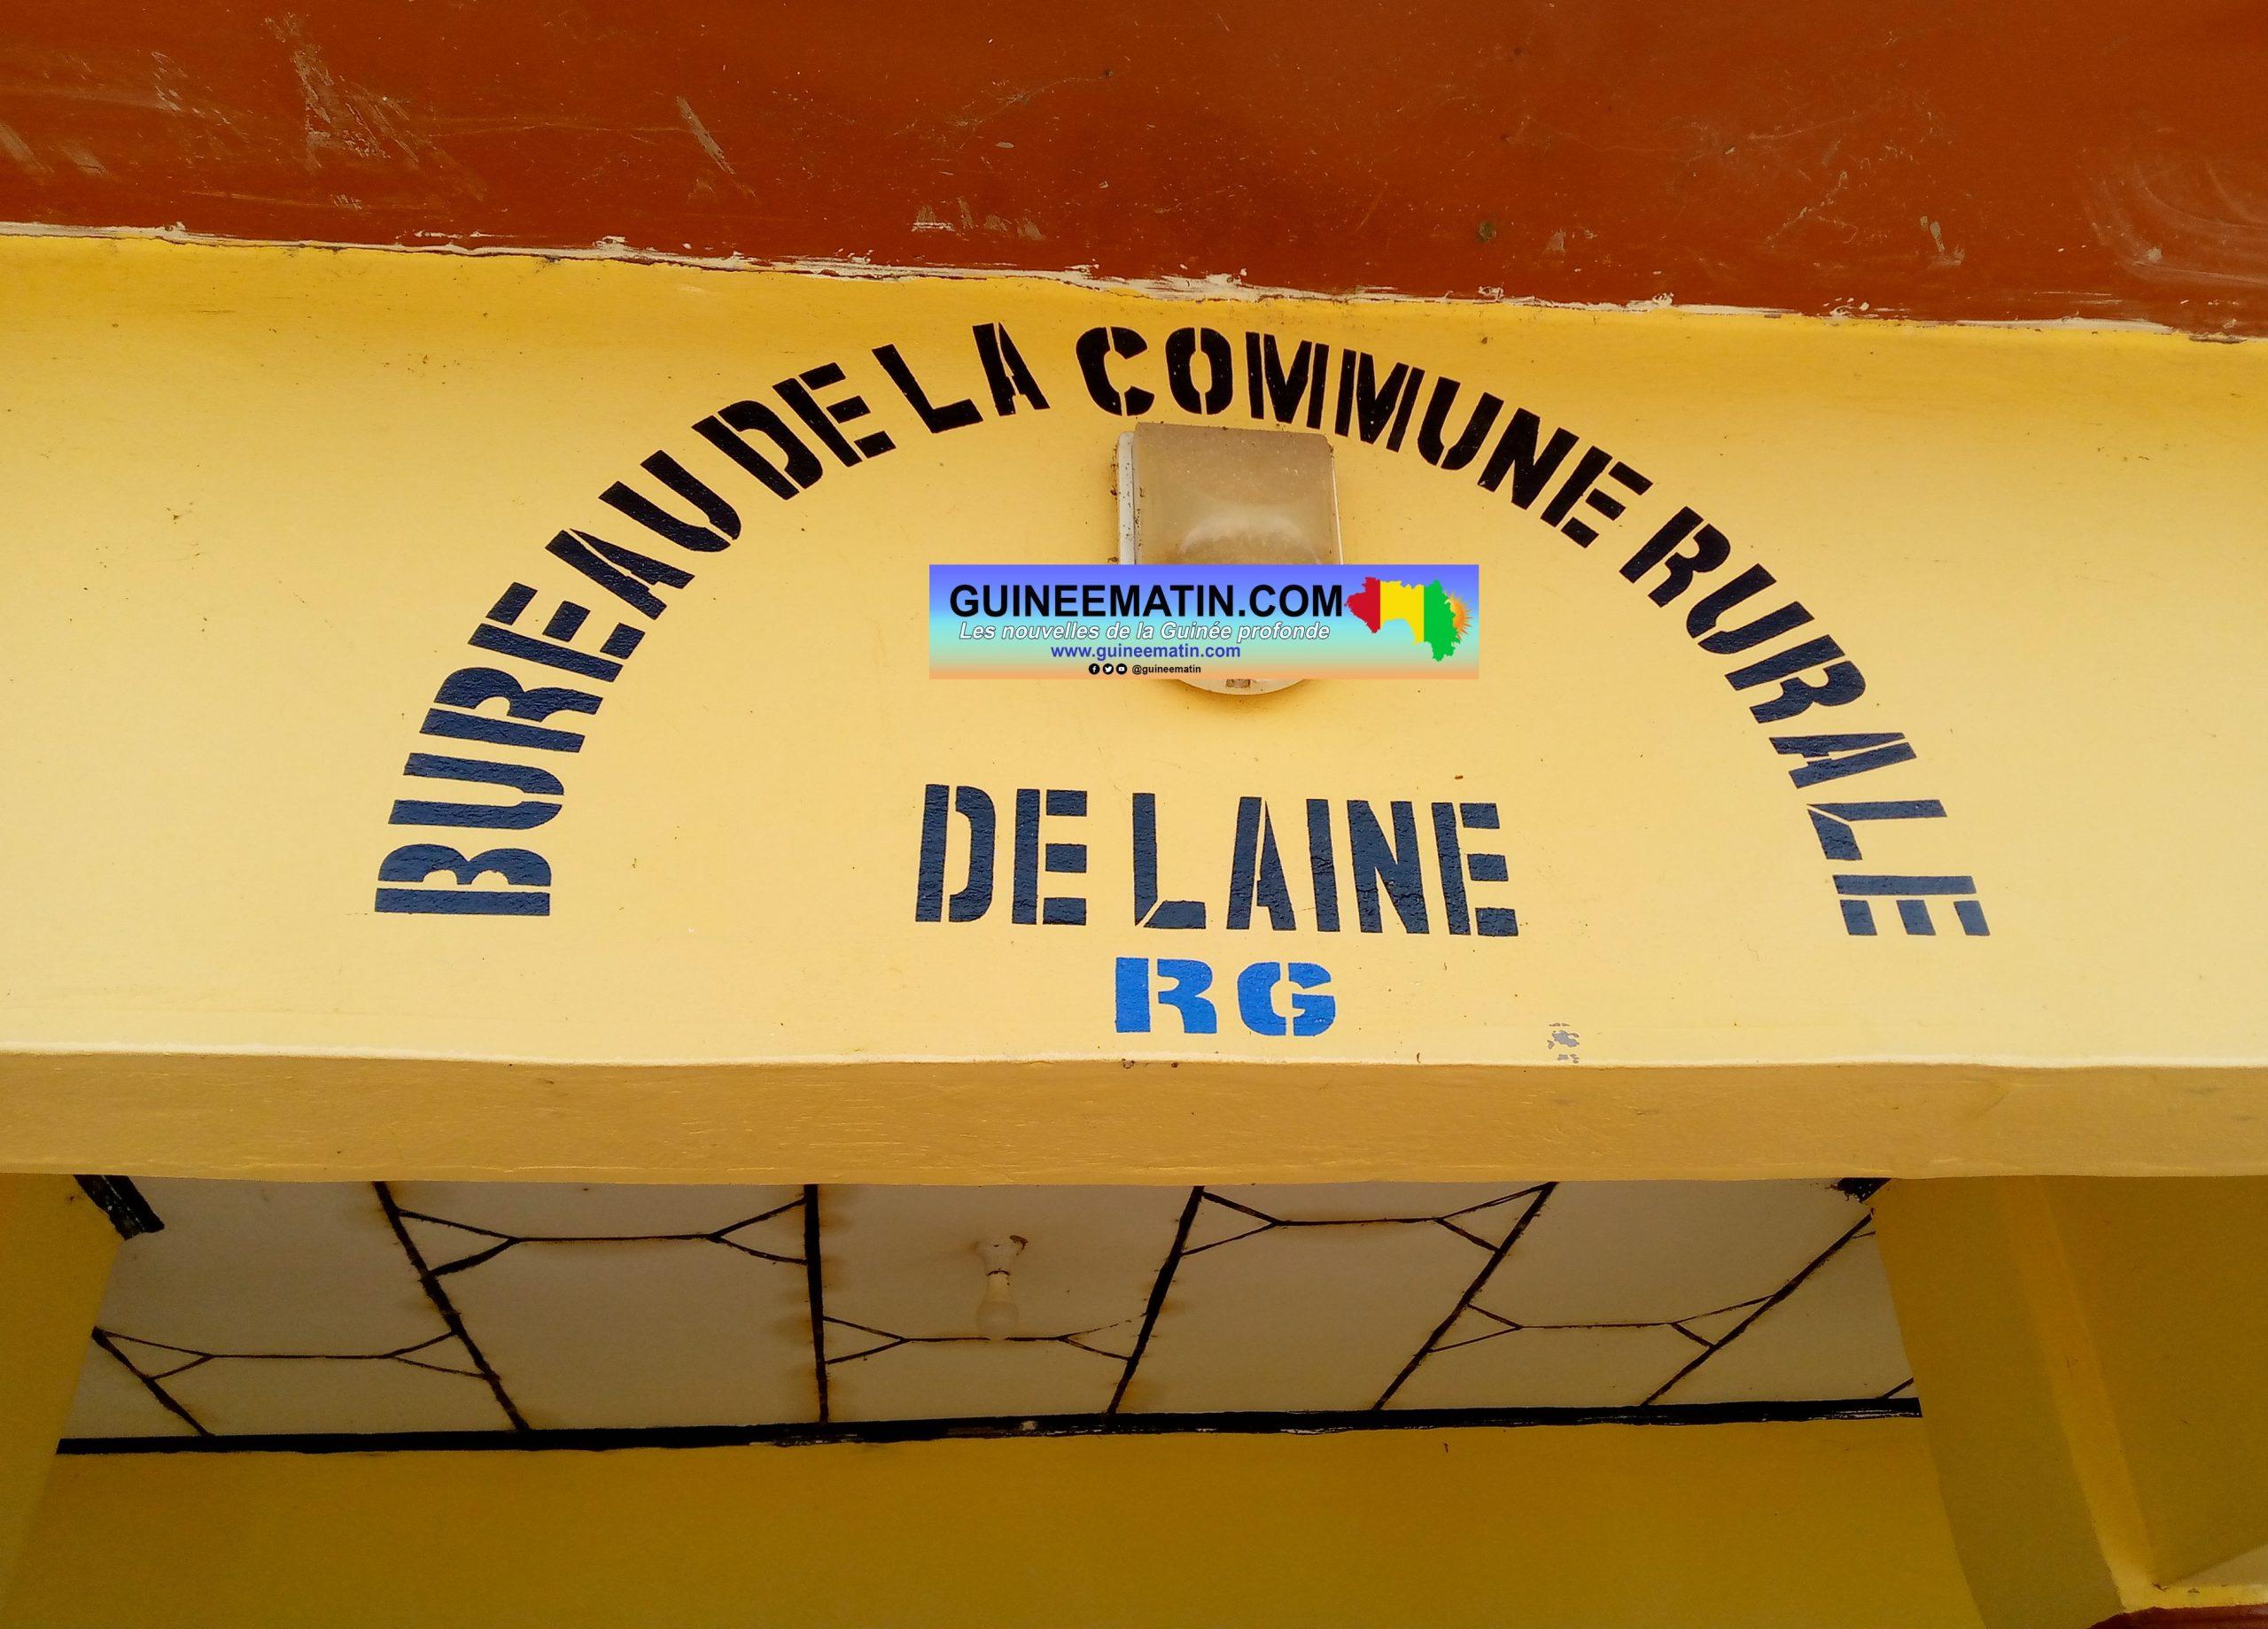 BUREAU DE LA COMMUNE RURALE
GUINEEMATIN.COM
Les nouvelles de la Guinée profonde
www.guineematin.com
@guineematin
DE LAINE
RG